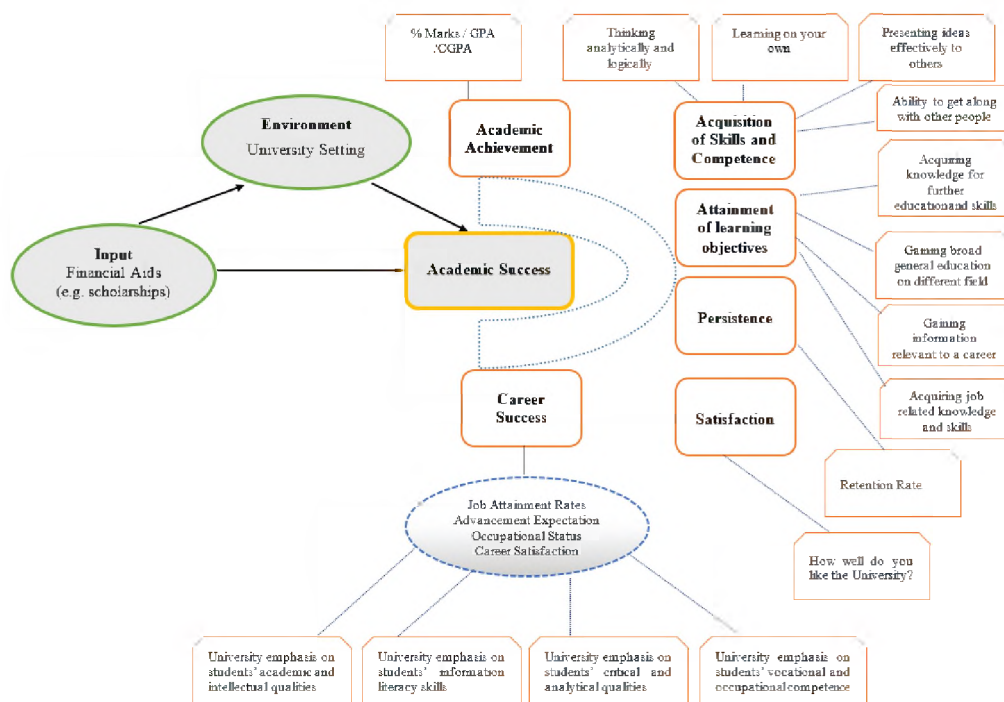 % Marks / GPA
/CGPA
Thinking
analytically and
logically
Learning on your
own
Presenting ideas
effectively to
others
Environment
University Setting
Academic
Achievement
Acquisition
of Skills and
Competence
Ability to get along
with other people
Acquiring
knowledge for
further
education and skills
Attainment
of learning
objectives
Input
Financial Aids
(e.g. scholarships)
Academic Success
Gaining broad
general education
on different field
Persistence
Gaining
information
relevant to a career
Career
Success
Satisfaction
Acquiring job
related knowledge
and skills
Retention Rate
Job Attainment Rates
Advancement Expectation
Occupational Status
Career Satisfaction
How well do you
like the University?
University emphasis on
students' academic and
intellectual qualities
University emphasis on
students' information
literacy skills
University emphasis on
students' critical and
analytical qualities
University emphasis on
students' vocational and
occupational competence